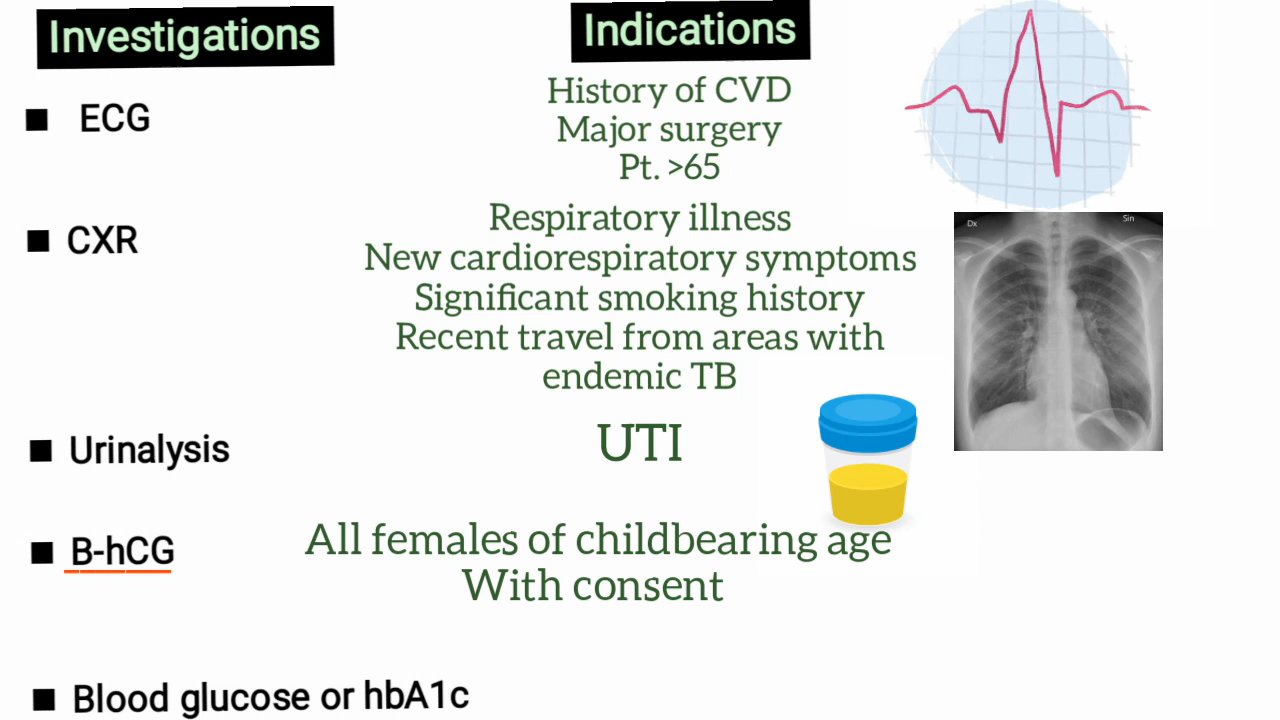 Investigations
Indications
ECG
History of CVD
Major surgery
Pt. >65
CXR
Respiratory illness
New cardiorespiratory symptoms
Significant smoking history
Recent travel from areas with
endemic TB
Dx
Sin
Urinalysis
UTI
B-hCG
All females of childbearing age
With consent
Blood glucose or hbA1c